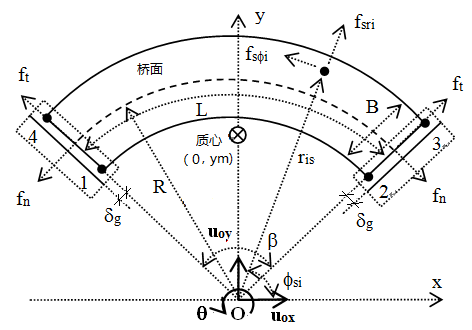 y
f_sri
f_sϕi
桥面
f_t
f_t
L
B
4
质心
(0, ym)
3
r_is
1
R
2
f_n
f_n
δ_g
δ_g
u_oy
β
ϕ_si
x
θ
O
u_ox